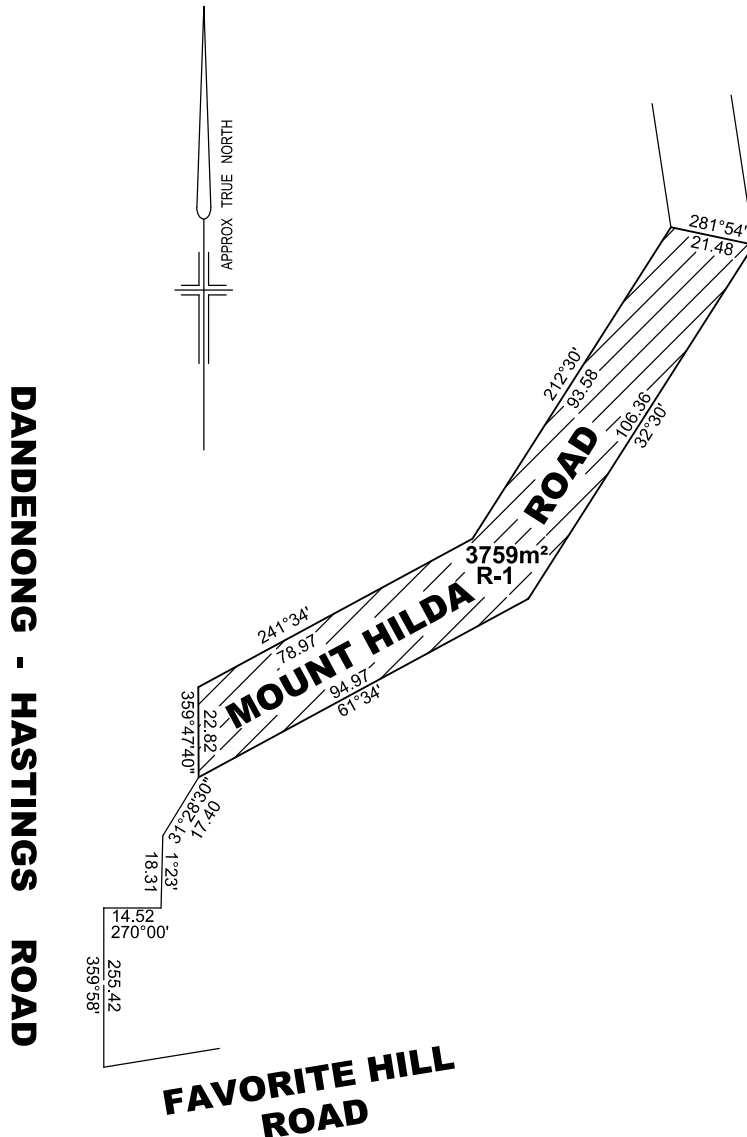 APPROX TRUE NORTH
281°54'
21.48
212°30'
93.58
106.36
32°30'
ROAD
3759m²
R-1
241°34'
78.97
MOUNT HILDA
94.97
61°34'
359°47'40"
22.82
31°28'30"
17.40
18.31
1°23'
14.52
270°00'
255.42
359°58'
DANDENONG - HASTINGS ROAD
FAVORITE HILL
ROAD